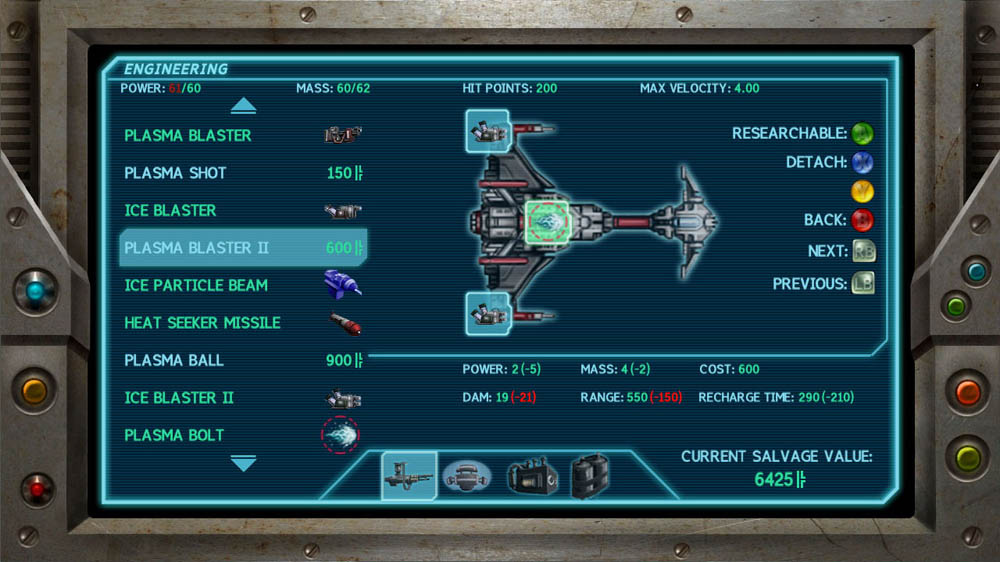 ENGINEERING
POWER: 61/60 MASS: 60/62 HIT POINTS: 200 MAX VELOCITY: 4.00
PLASMA BLASTER
PLASMA SHOT 150
ICE BLASTER
PLASMA BLASTER II 600
ICE PARTICLE BEAM
HEAT SEEKER MISSILE
PLASMA BALL 900
ICE BLASTER II
PLASMA BOLT
RESEARCHABLE: A
DETACH: X
Y
BACK: B
NEXT: RB
PREVIOUS: LB
POWER: 2 (-5) MASS: 4 (-2) COST: 600
DAM: 19 (-21) RANGE: 550 (-150) RECHARGE TIME: 290 (-210)
CURRENT SALVAGE VALUE:
6425